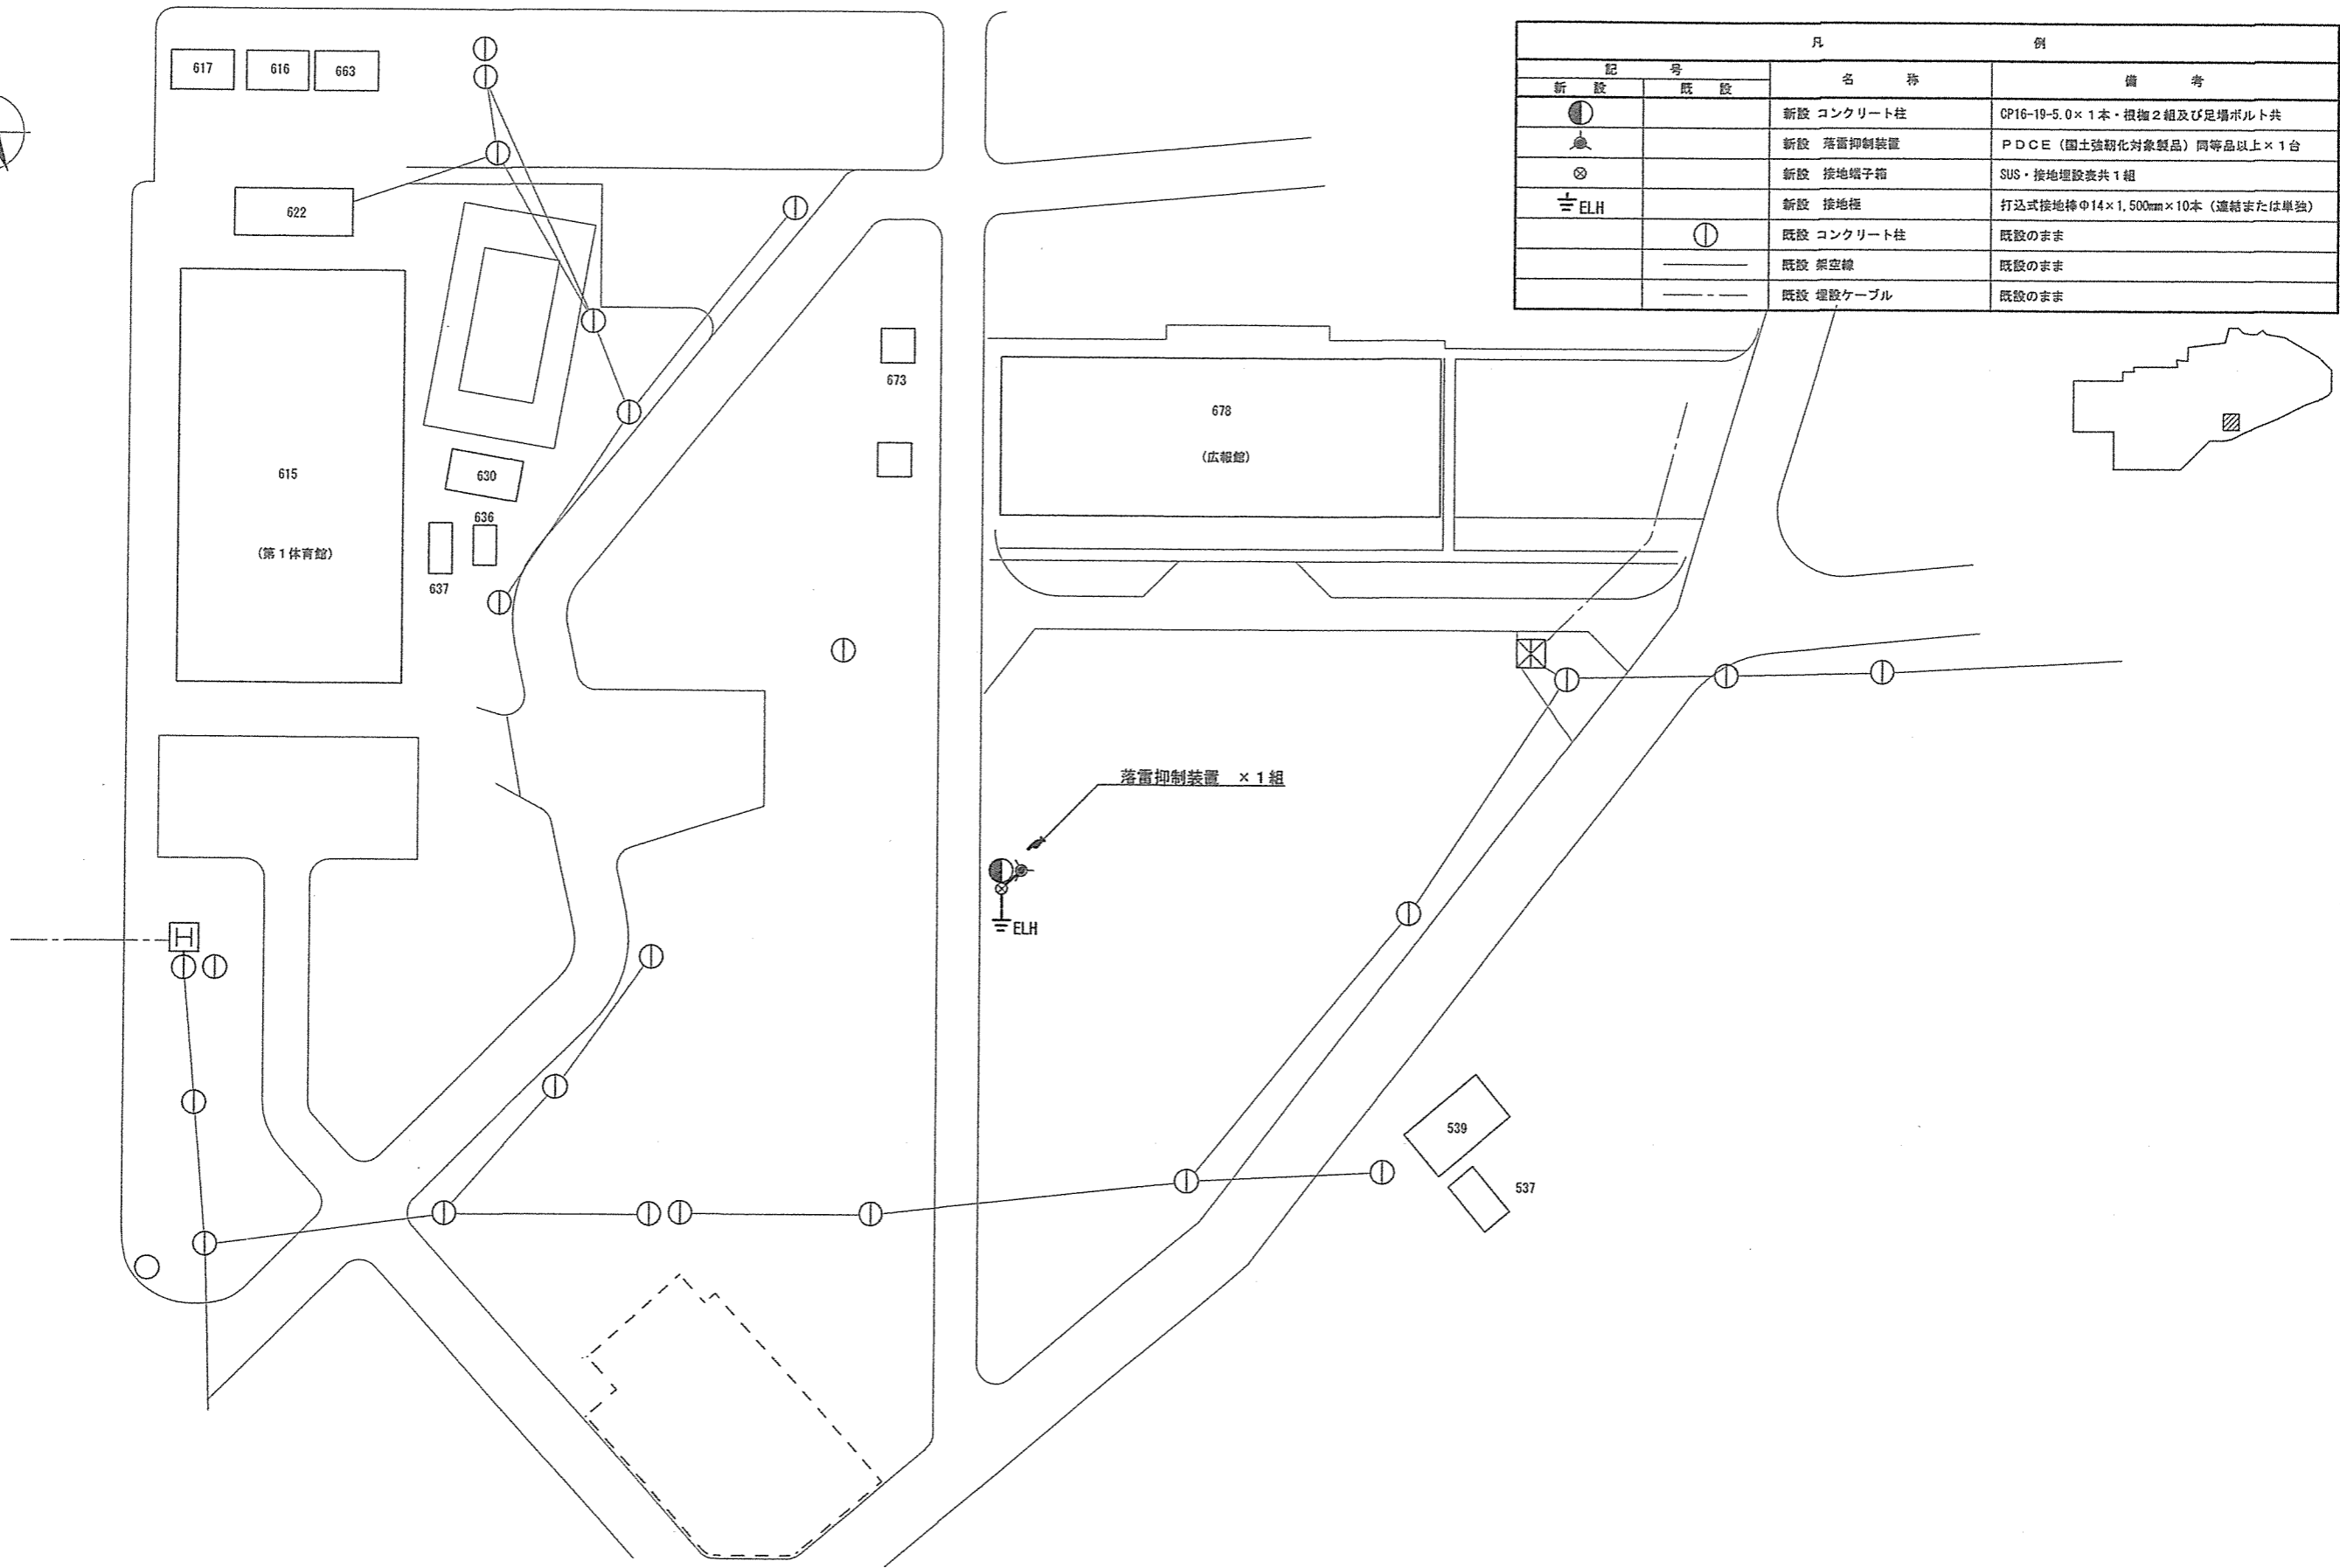 凡例
記号
名称
備考
新設
既設
新設 コンクリート柱
CP16-19-5.0×1本・根枷2組及び足場ボルト共
新設 落雷抑制装置
PDCE(国土強靭化対象製品)同等品以上×1台
新設 接地端子箱
SUS・接地埋設表共1組
ELH
新設 接地極
打込式接地棒Φ14×1,500mm×10本(連結または単独)
既設 コンクリート柱
既設のまま
既設 架空線
既設のまま
既設 埋設ケーブル
既設のまま
617
616
663
622
673
678
(広報館)
615
(第1体育館)
630
636
637
落雷抑制装置 ×1組
H
ELH
539
537